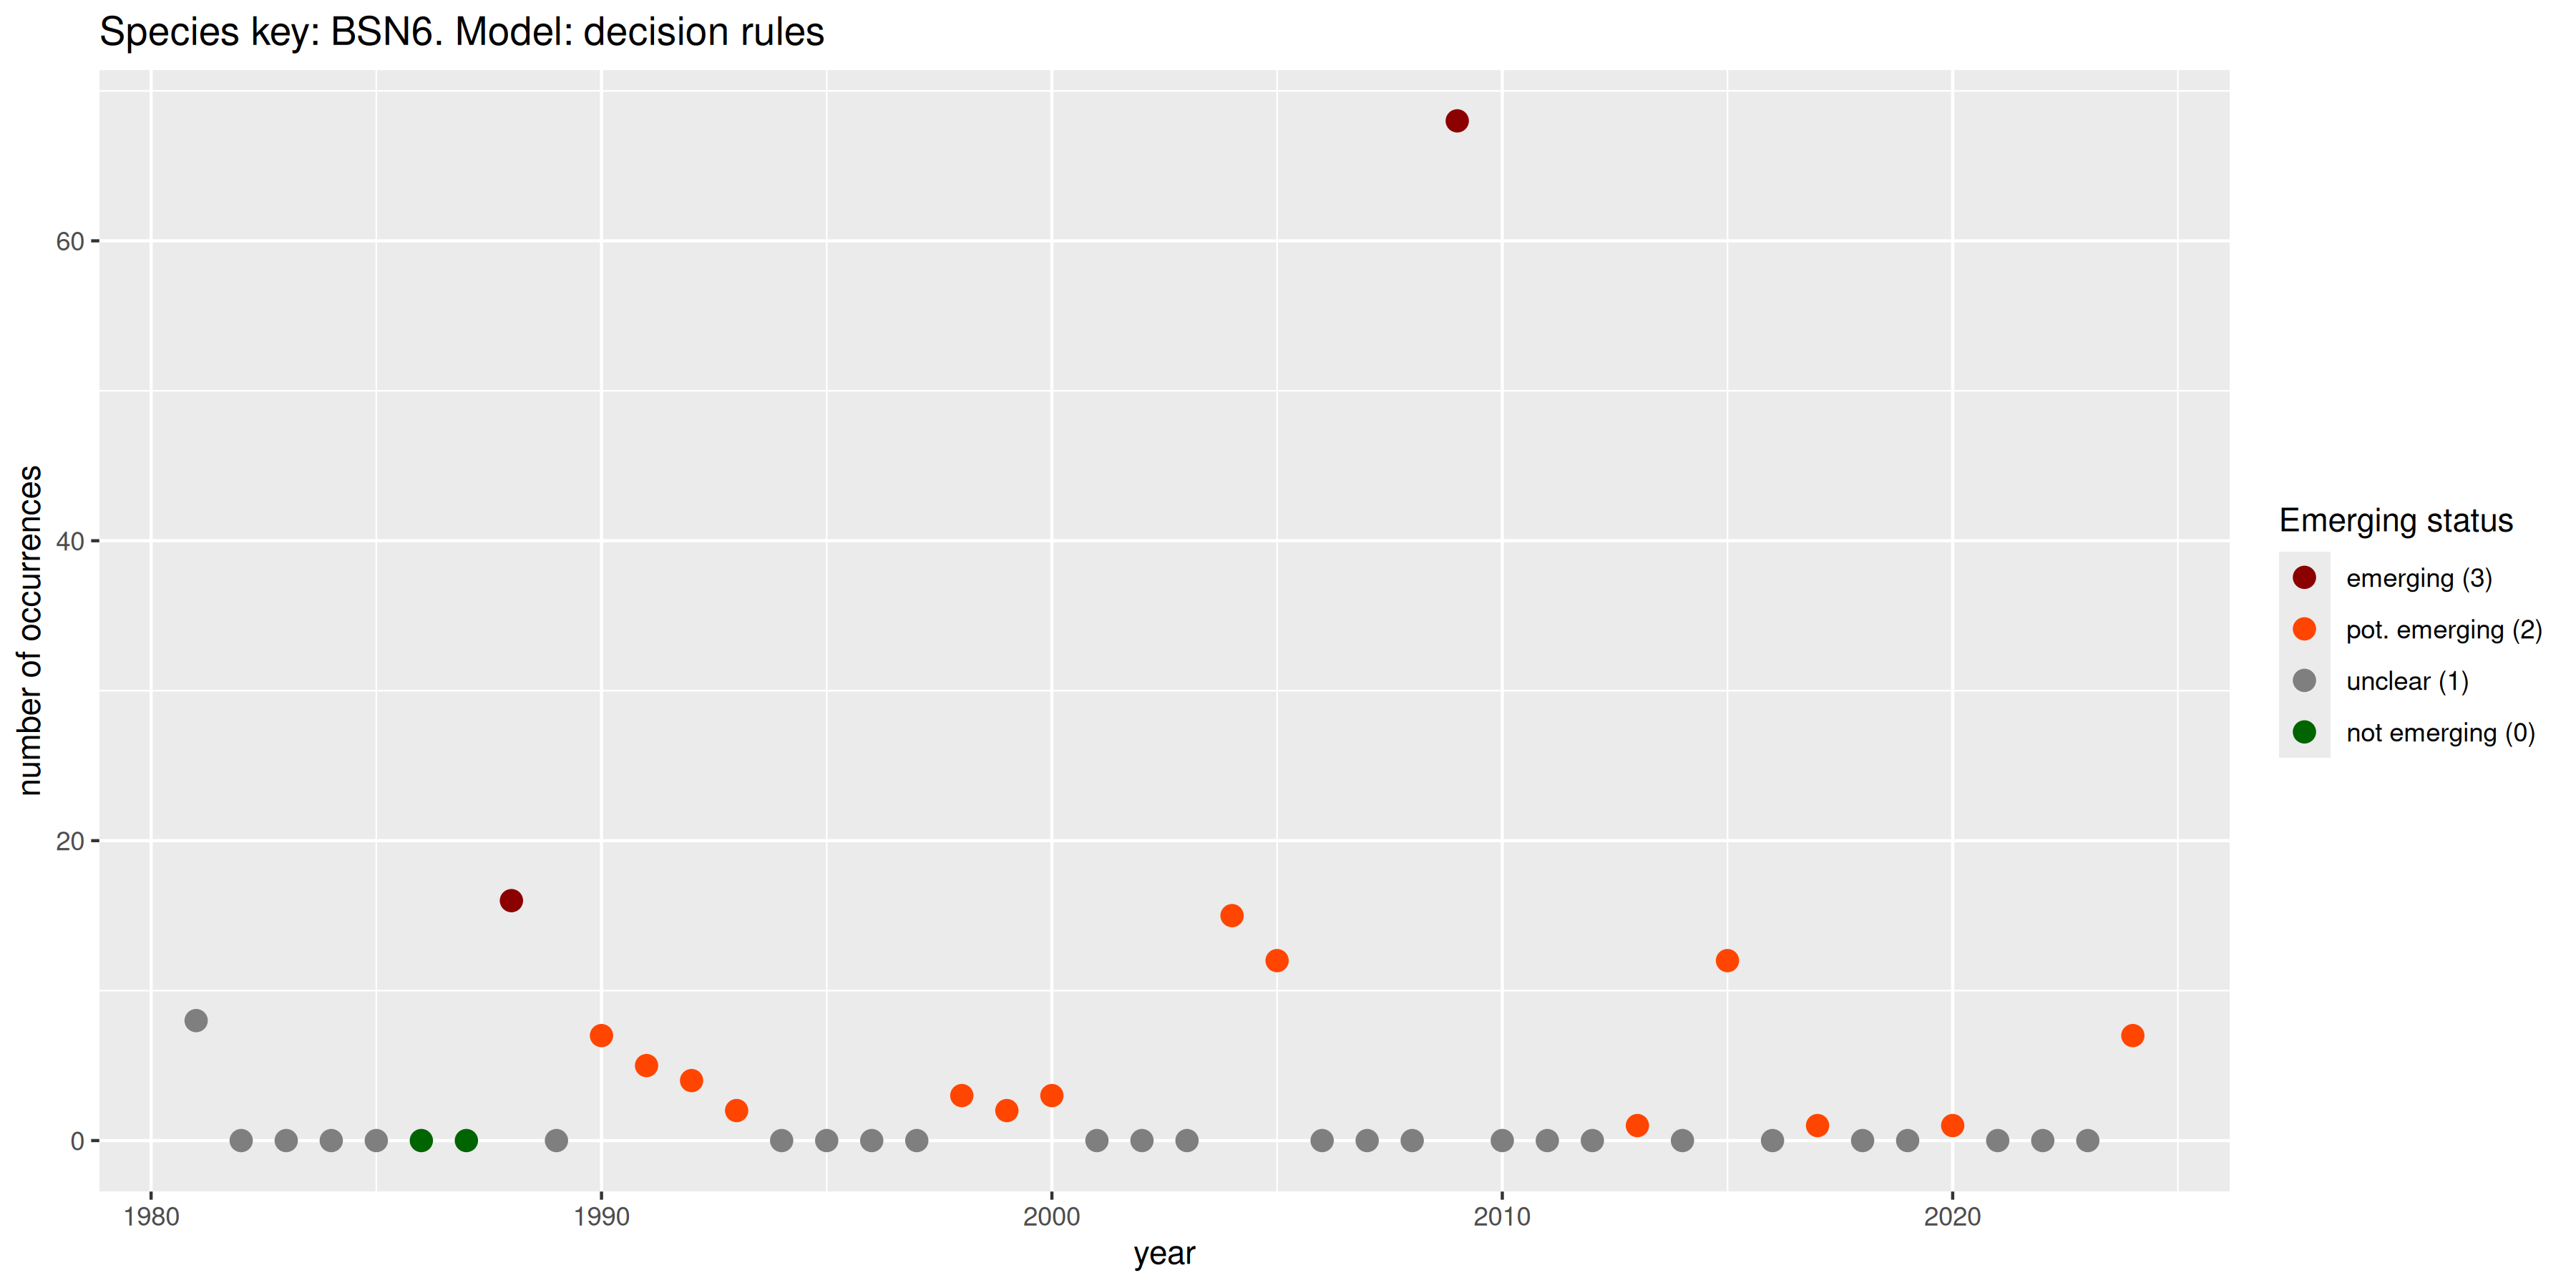 Species key: BSN6. Model: decision rules
number of occurrences
60
40
20
0
1980
1990
2000
2010
2020
year
Emerging status
emerging (3)
pot. emerging (2)
unclear (1)
not emerging (0)